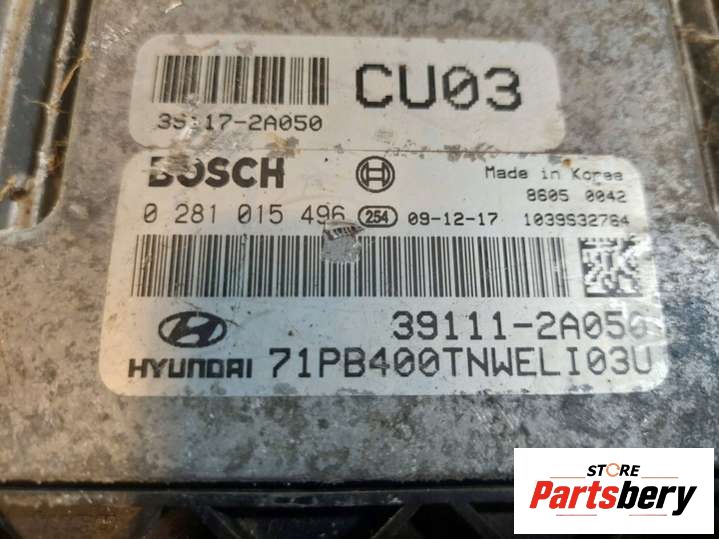 CU03
39117-2A050
BOSCH
Made in Korea
8605 0042
0 281 015 496 254 09-12-17 1039S32764
39111-2A050
HYUNDAI 71PB400TNWELI03U
STORE
Partsbery